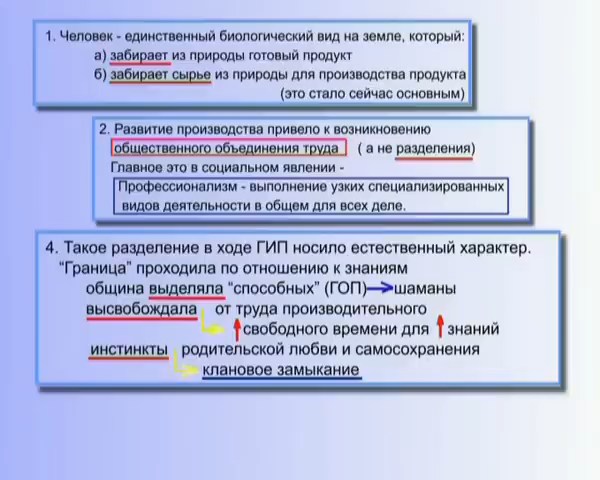 1. Человек - единственный биологический вид на земле, который:
а) забирает из природы готовый продукт
б) забирает сырье из природы для производства продукта
(это стало сейчас основным)
2. Развитие производства привело к возникновению
общественного объединения труда ( а не разделения)
Главное это в социальном явлении -
Профессионализм - выполнение узких специализированных
видов деятельности в общем для всех деле.
4. Такое разделение в ходе ГИП носило естественный характер.
“Граница” проходила по отношению к знаниям
община выделяла “способных” (ГОП) шаманы
высвобождала от труда производительного
свободного времени для знаний
инстинкты родительской любви и самосохранения
клановое замыкание